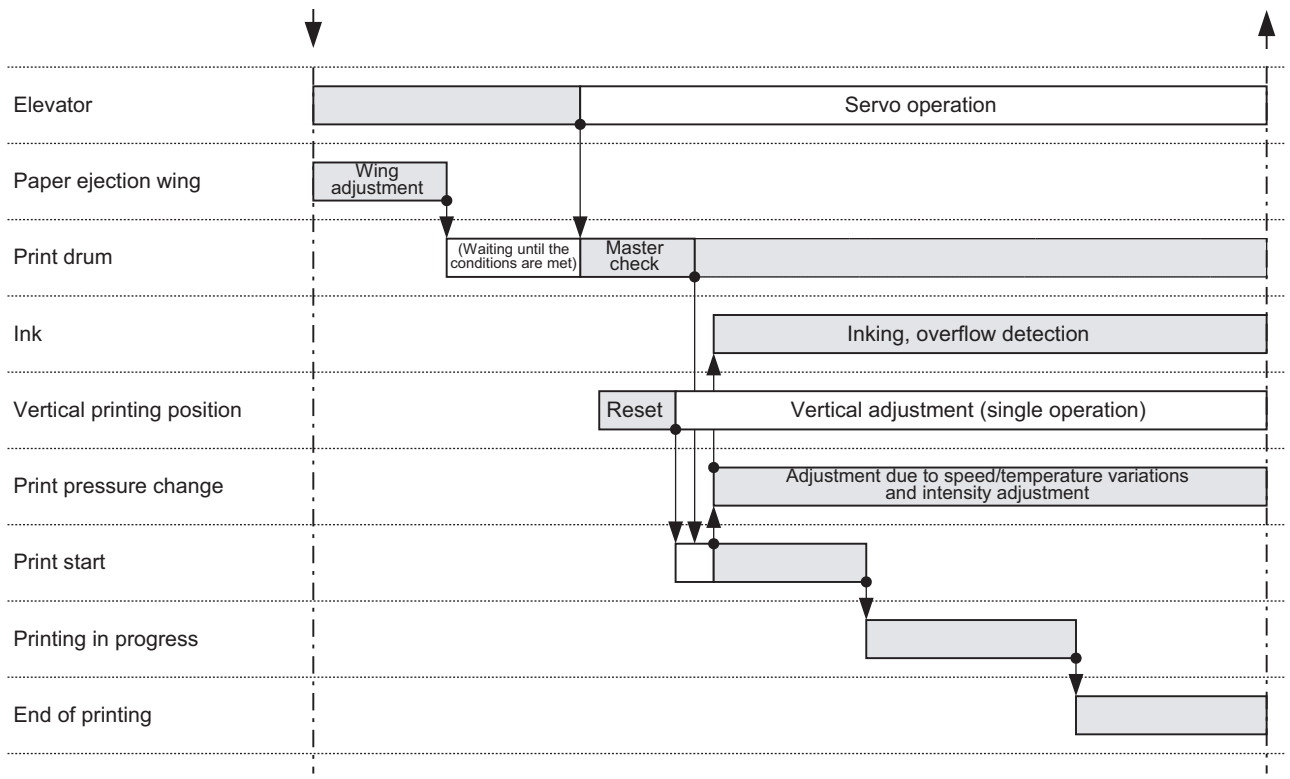 Elevator
Servo operation
Paper ejection wing
Wing
adjustment
Print drum
(Waiting until the
conditions are met)
Master
check
Ink
Inking, overflow detection
Vertical printing position
Reset
Vertical adjustment (single operation)
Print pressure change
Adjustment due to speed/temperature variations
and intensity adjustment
Print start
Printing in progress
End of printing